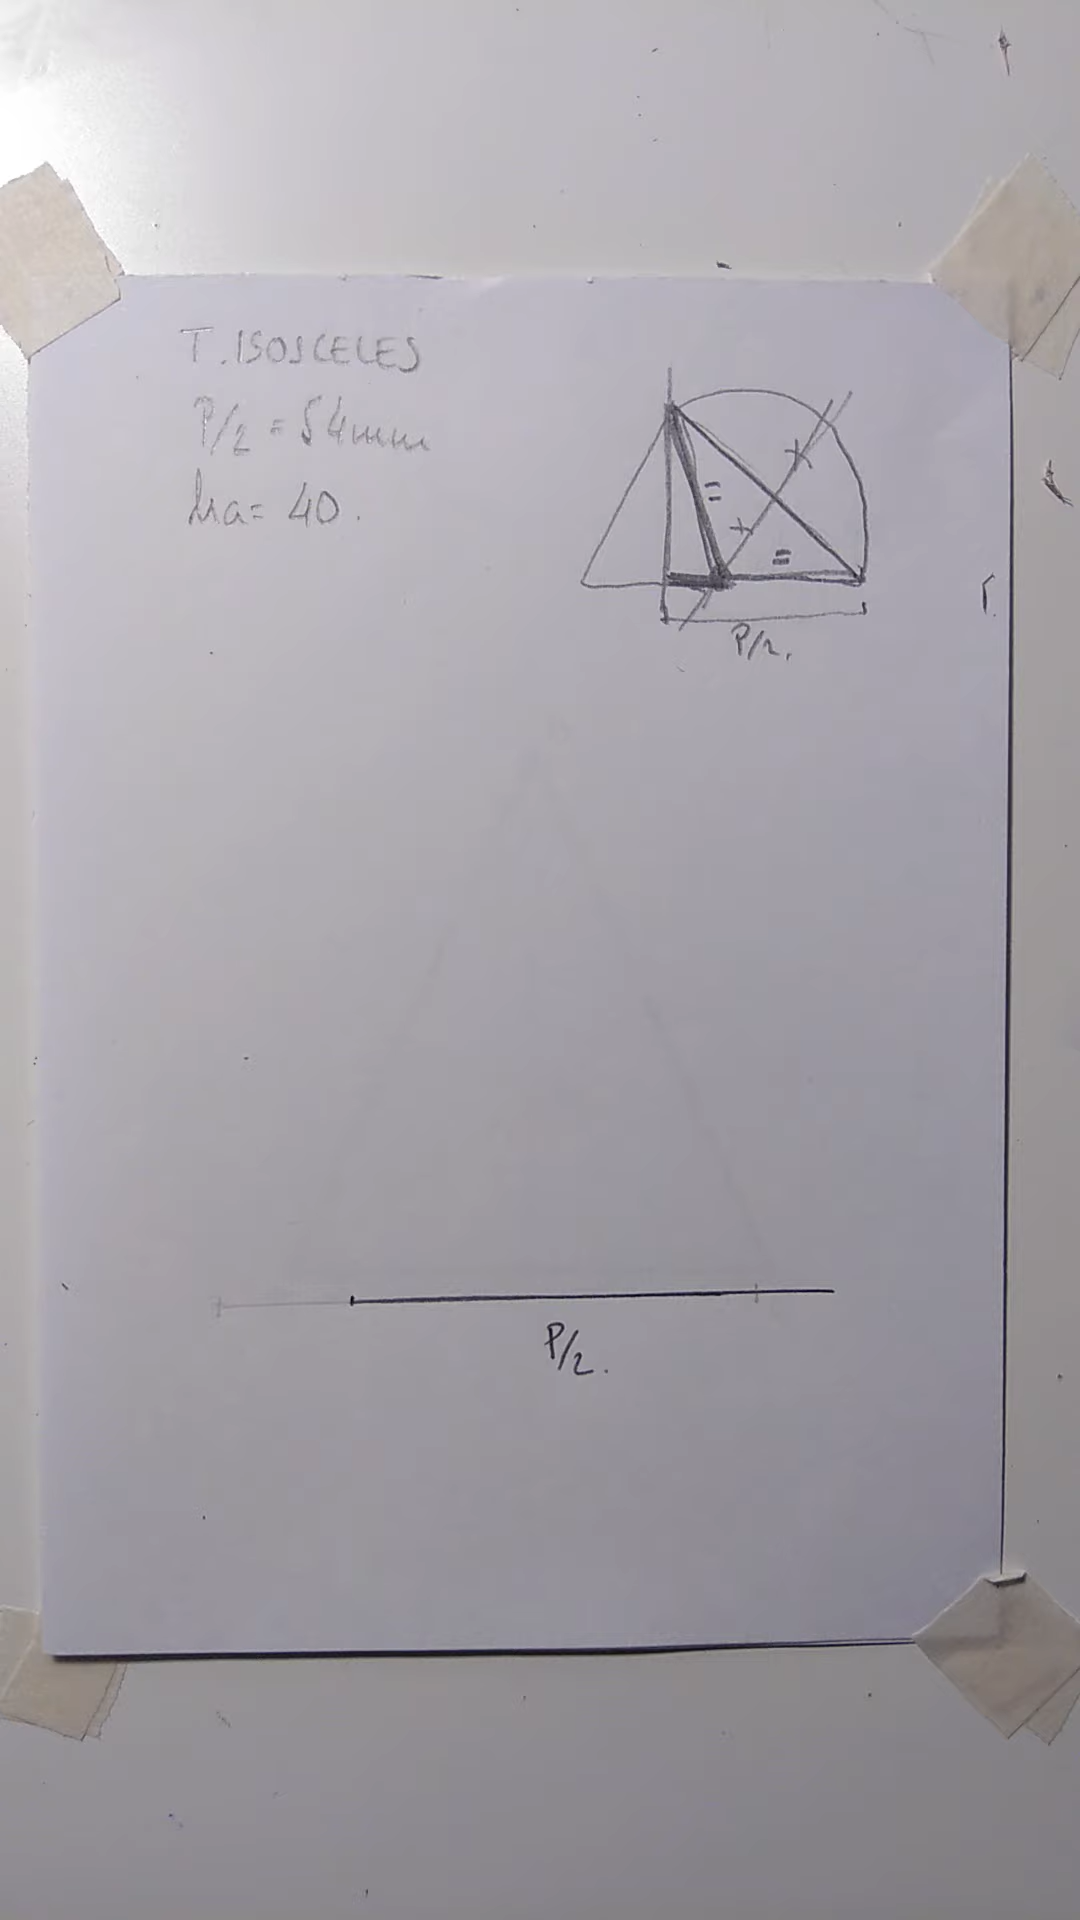 T. ISOSCELES
P/2 = 54mm
ha= 40.
P/2.
P/2.